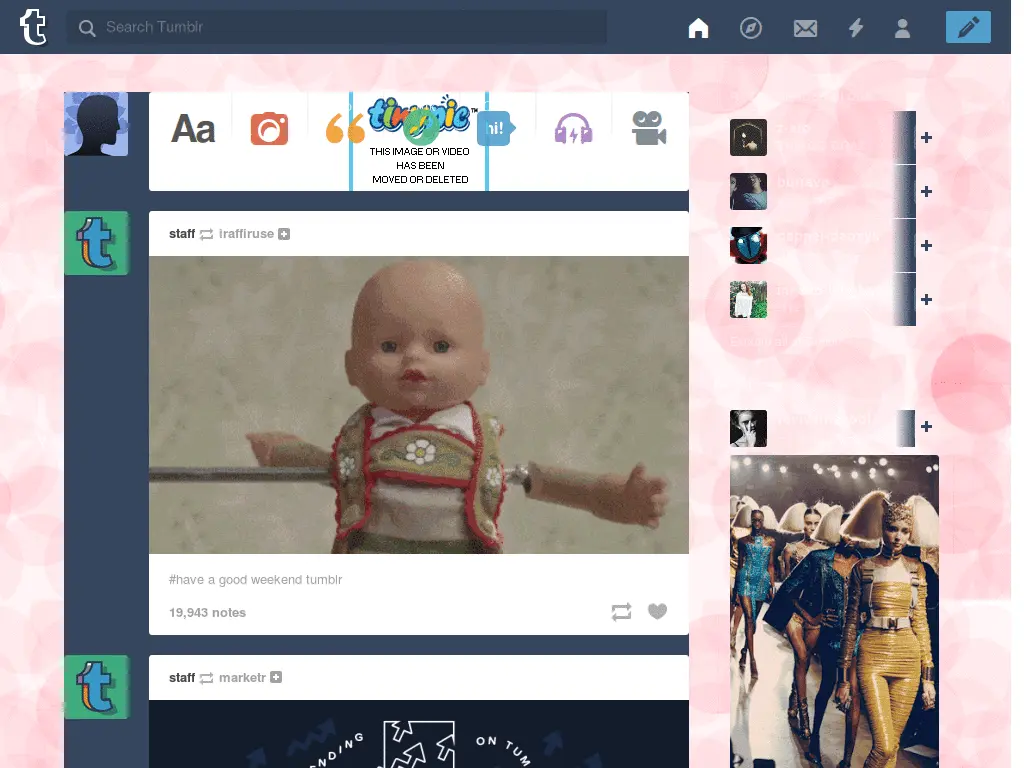 Search Tumblr
Aa
tinypic
hi!
THIS IMAGE OR VIDEO
HAS BEEN
MOVED OR DELETED
staff iraffiruse
#have a good weekend tumblr
19,943 notes
staff marketr
ENDING ON TUM